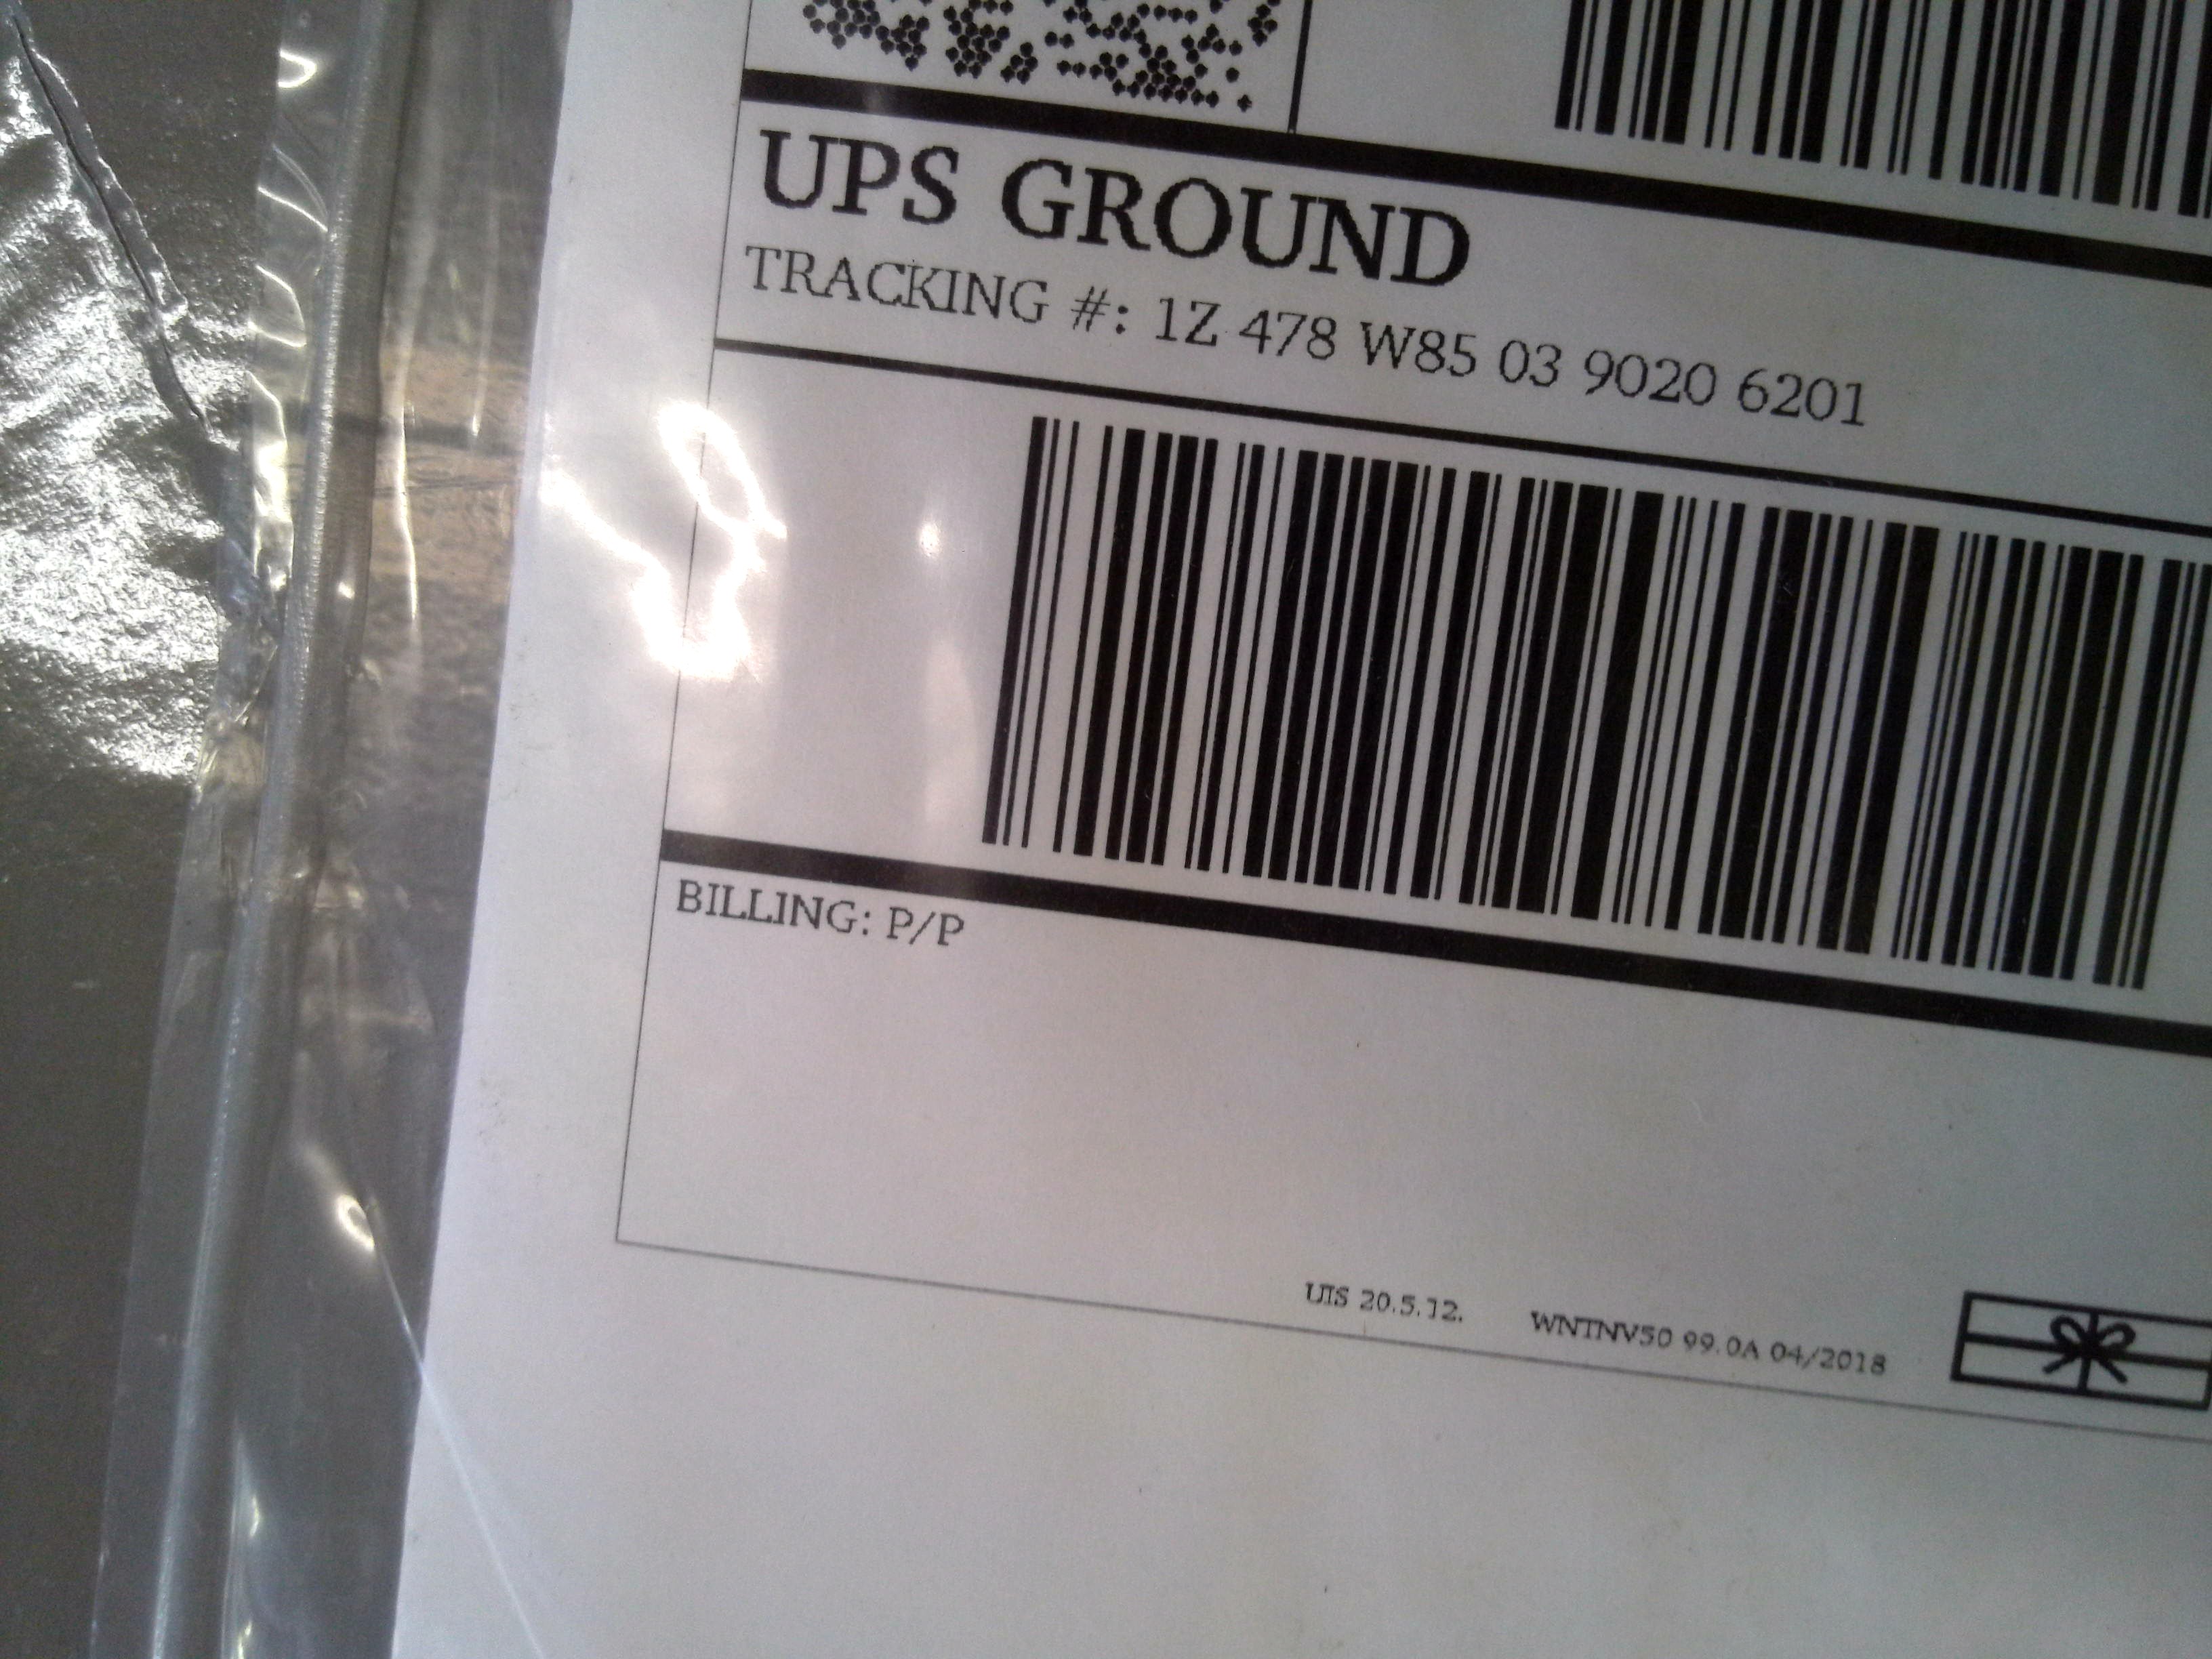 UPS GROUND
TRACKING #: 1Z 478 W85 03 9020 6201
BILLING: P/P
UIS 20.5.12. WNTNV50 99.0A 04/2018